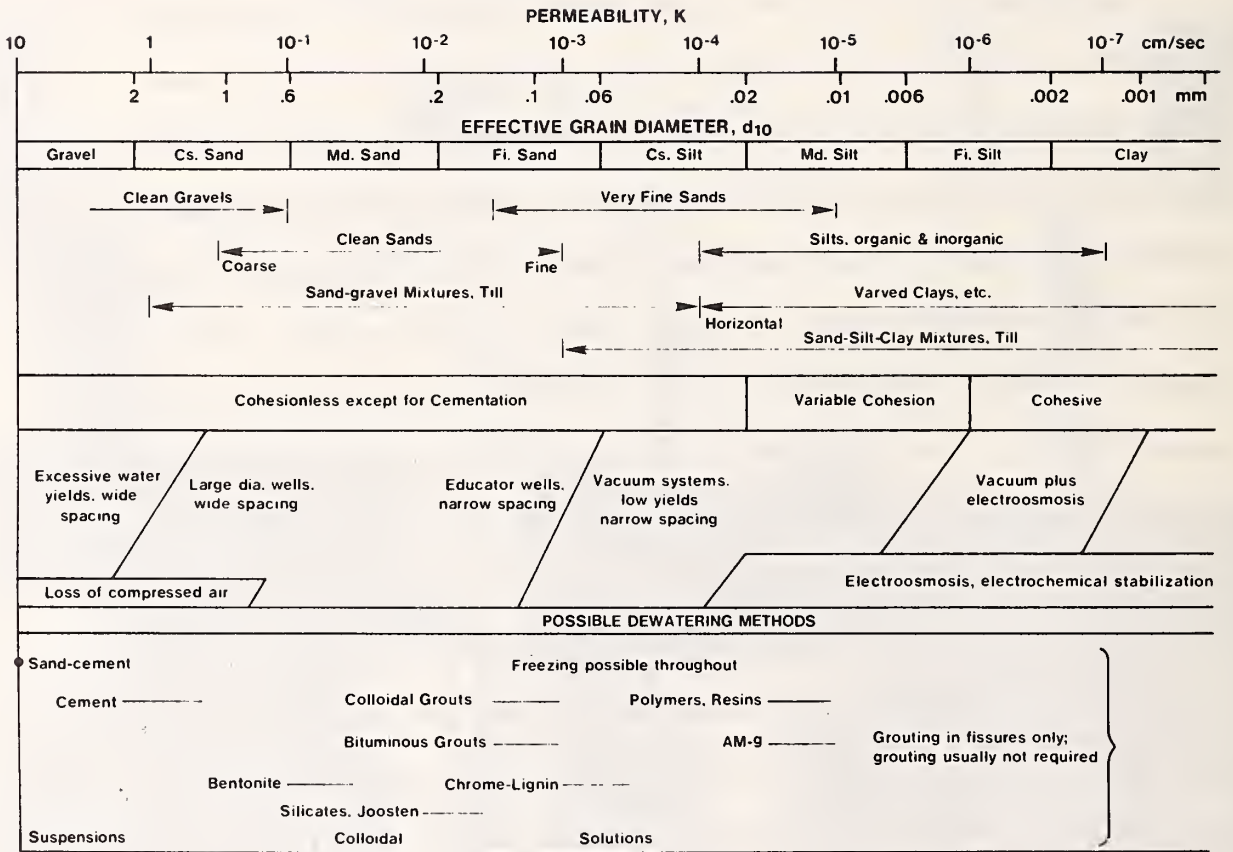 PERMEABILITY, K
10 1 10-1 10-2 10-3 10-4 10-5 10-6 10-7 cm/sec
2 1 .6 .2 .1 .06 .02 .01 .006 .002 .001 mm
EFFECTIVE GRAIN DIAMETER, d10
Gravel Cs. Sand Md. Sand Fi. Sand Cs. Silt Md. Silt Fi. Silt Clay
Clean Gravels Very Fine Sands
Clean Sands Silts, organic & inorganic
Coarse Fine
Sand-gravel Mixtures, Till Varved Clays, etc.
Horizontal
Sand-Silt-Clay Mixtures, Till
Cohesionless except for Cementation Variable Cohesion Cohesive
Excessive water
yields, wide
spacing
Large dia. wells,
wide spacing
Educator wells,
narrow spacing
Vacuum systems,
low yields
narrow spacing
Vacuum plus
electroosmosis
Loss of compressed air Electroosmosis, electrochemical stabilization
POSSIBLE DEWATERING METHODS
Sand-cement Freezing possible throughout
Cement Colloidal Grouts Polymers, Resins
Bituminous Grouts AM-9
Grouting in fissures only;
grouting usually not required
Bentonite Chrome-Lignin
Silicates, Joosten
Suspensions Colloidal Solutions